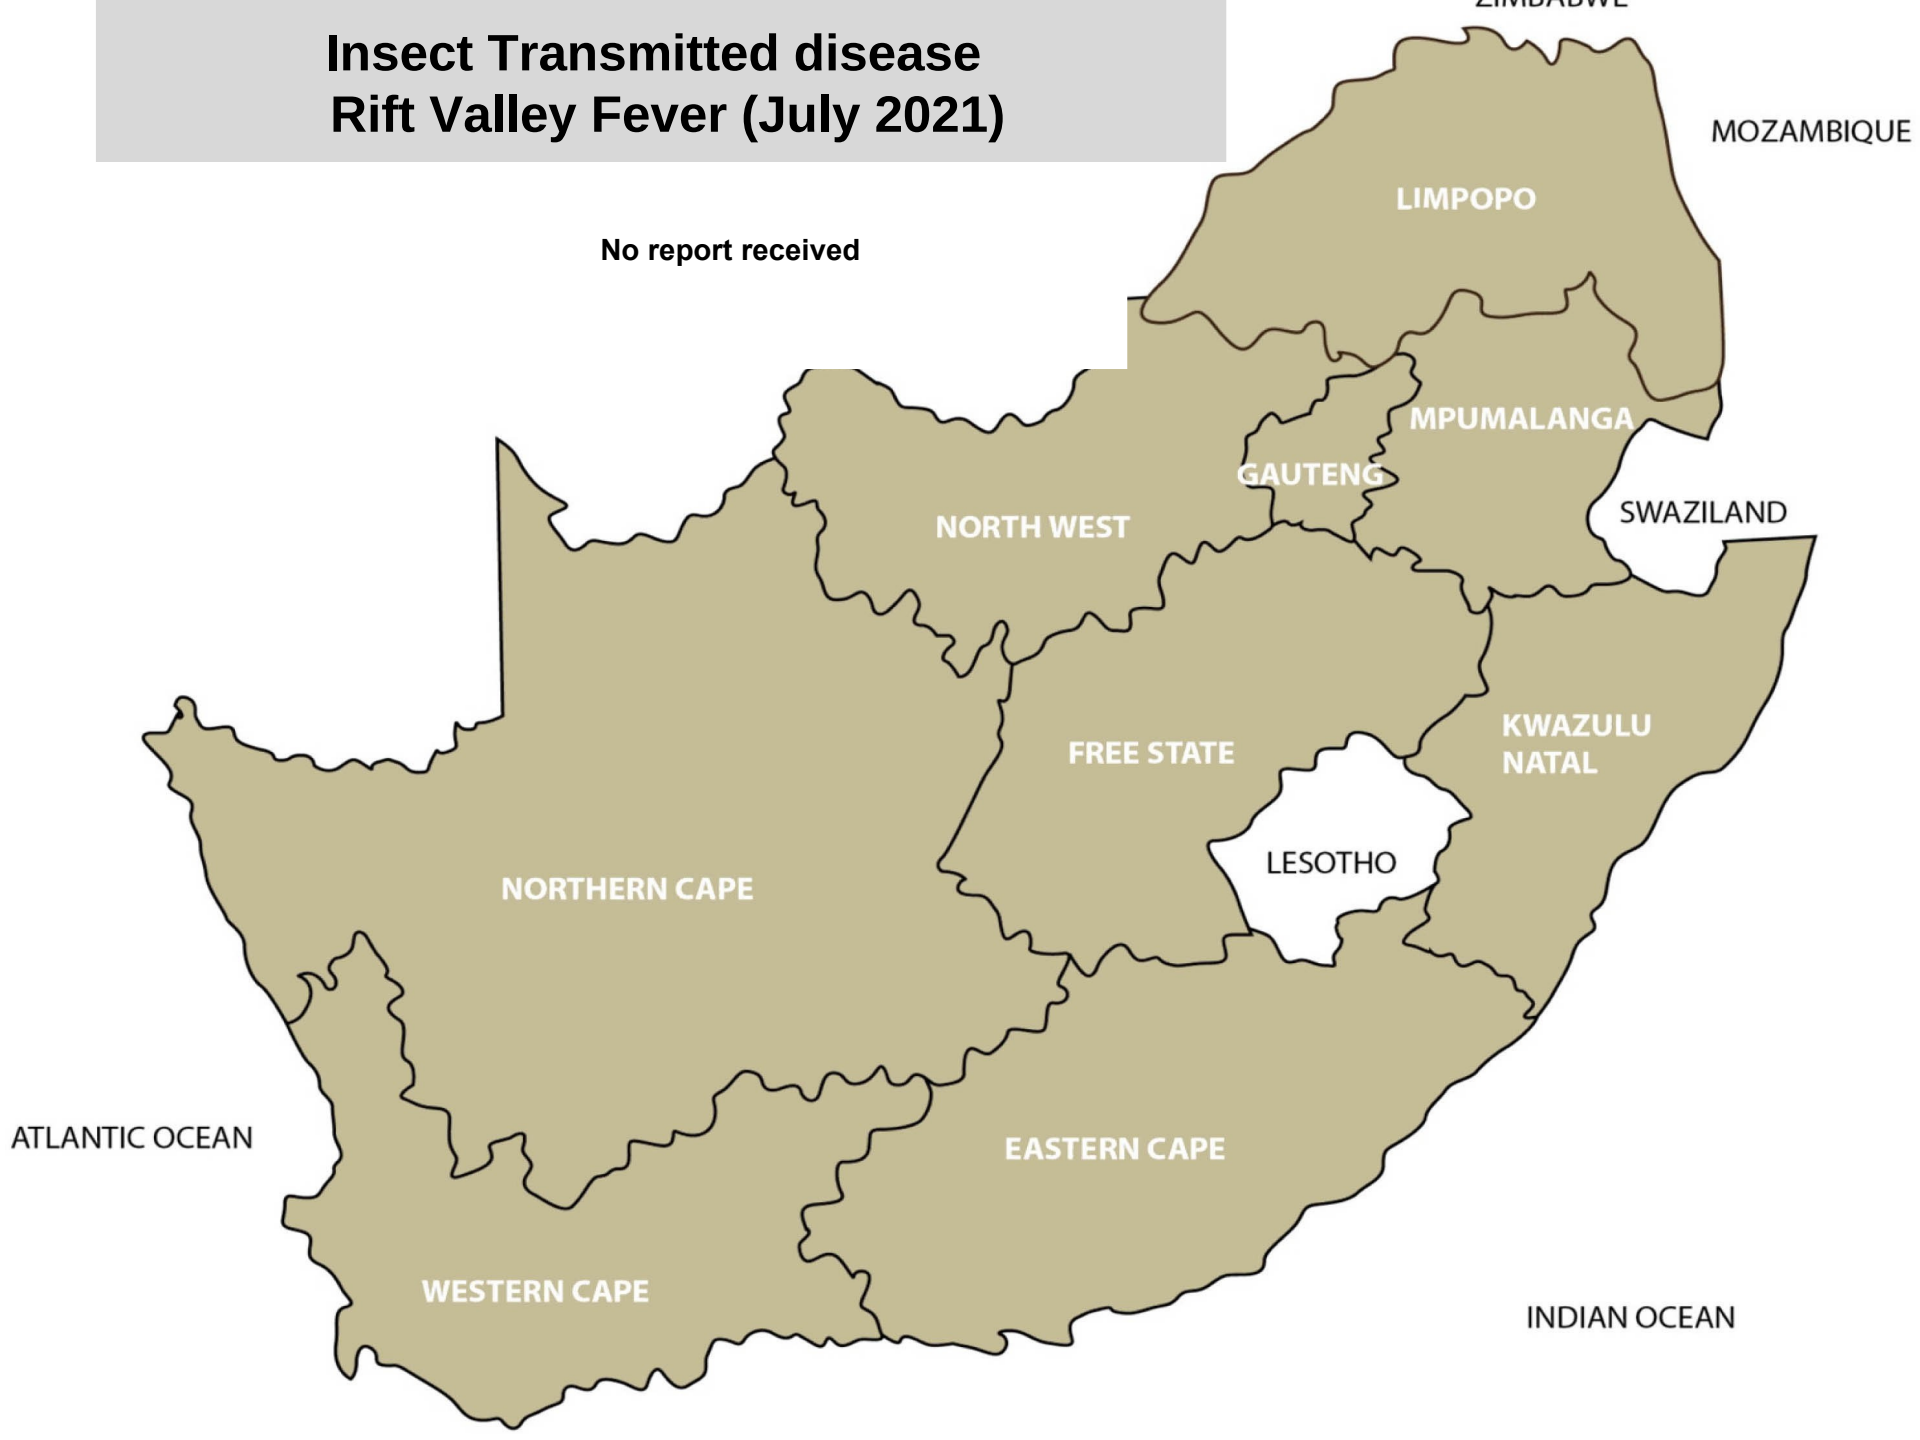 Insect Transmitted disease
Rift Valley Fever (July 2021)
ZIMBABWE
MOZAMBIQUE
LIMPOPO
No report received
MPUMALANGA
GAUTENG
SWAZILAND
NORTH WEST
KWAZULU
NATAL
FREE STATE
LESOTHO
NORTHERN CAPE
ATLANTIC OCEAN
EASTERN CAPE
WESTERN CAPE
INDIAN OCEAN